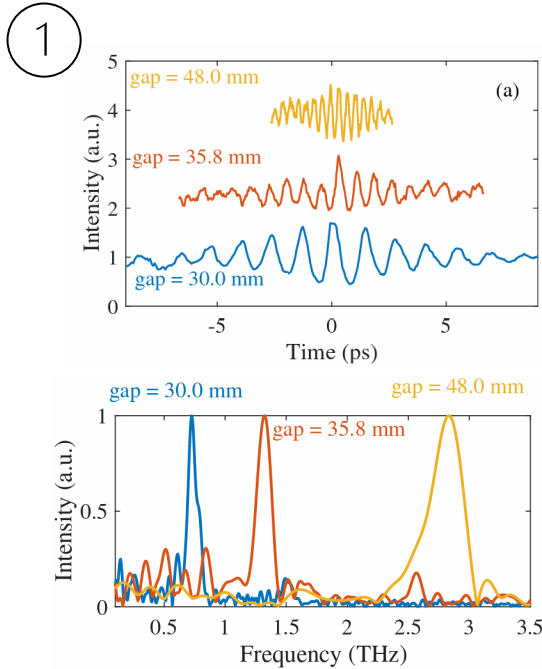 1
5
gap = 48.0 mm
(a)
4
gap = 35.8 mm
3
Intensity (a.u.)
2
1
gap = 30.0 mm
0
-5 0 5
Time (ps)
gap = 30.0 mm
gap = 48.0 mm
1
gap = 35.8 mm
Intensity (a.u.)
0.5
0
0.5 1 1.5 2 2.5 3 3.5
Frequency (THz)